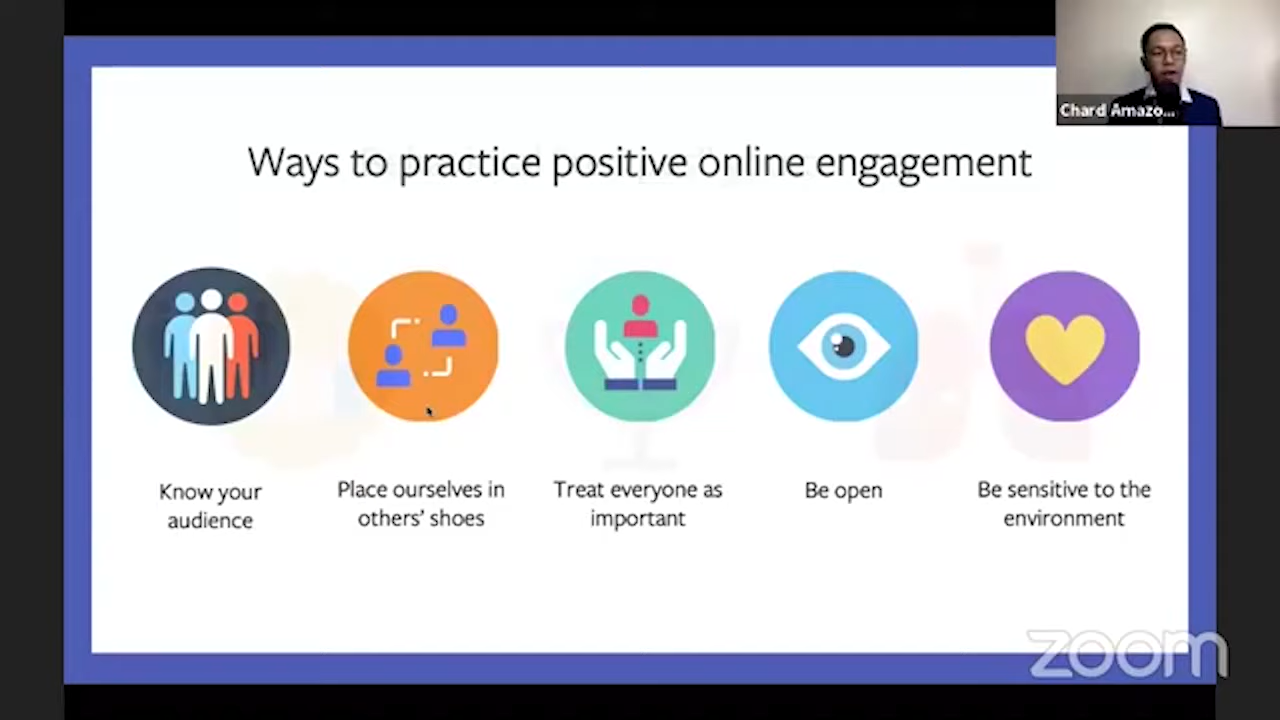 Chard Amazo...
Ways to practice positive online engagement
Know your
audience
Place ourselves in
others' shoes
Treat everyone as
important
Be open
Be sensitive to the
environment
zoom